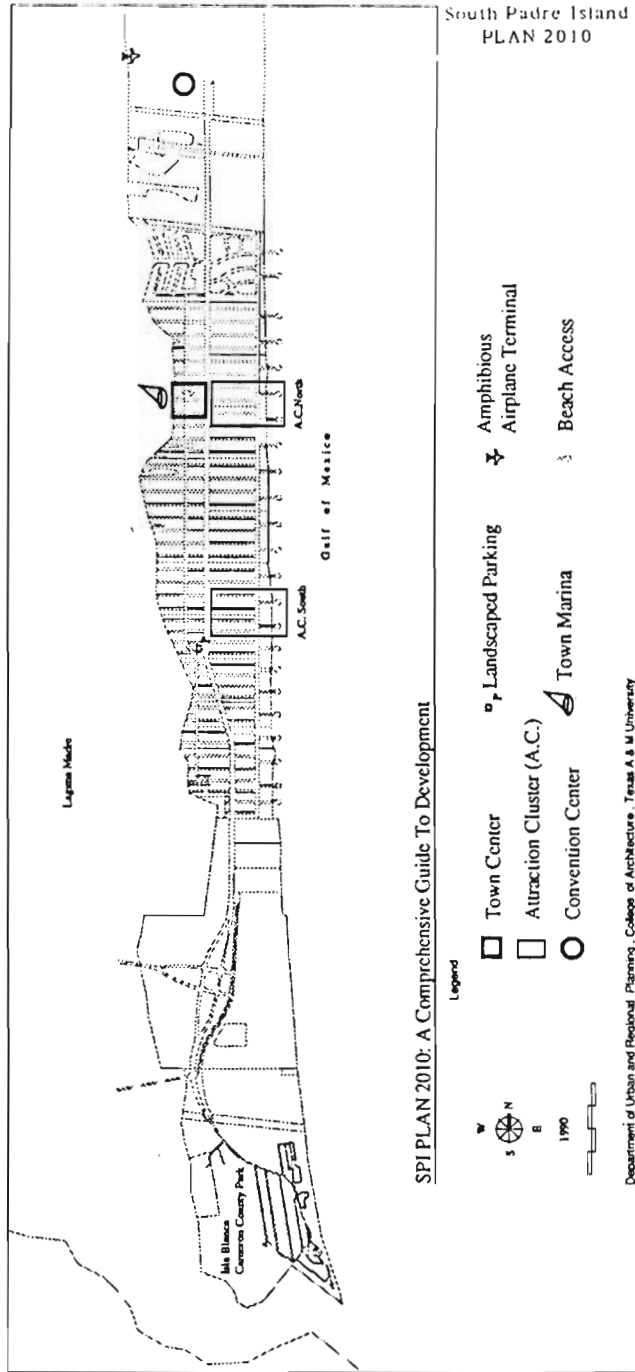 South Padre Island
PLAN 2010
Laguna Madre
Isla Blanca
Cameron County Park
A.C. South
A.C.North
Gulf of Mexico
P
SPI PLAN 2010: A Comprehensive Guide To Development
Legend
W
S N
E
1990
Town Center
Attraction Cluster (A.C.)
Convention Center
P Landscaped Parking
Town Marina
Amphibious
Airplane Terminal
Beach Access
Department of Urban and Regional Planning , College of Architecture , Texas A & M University